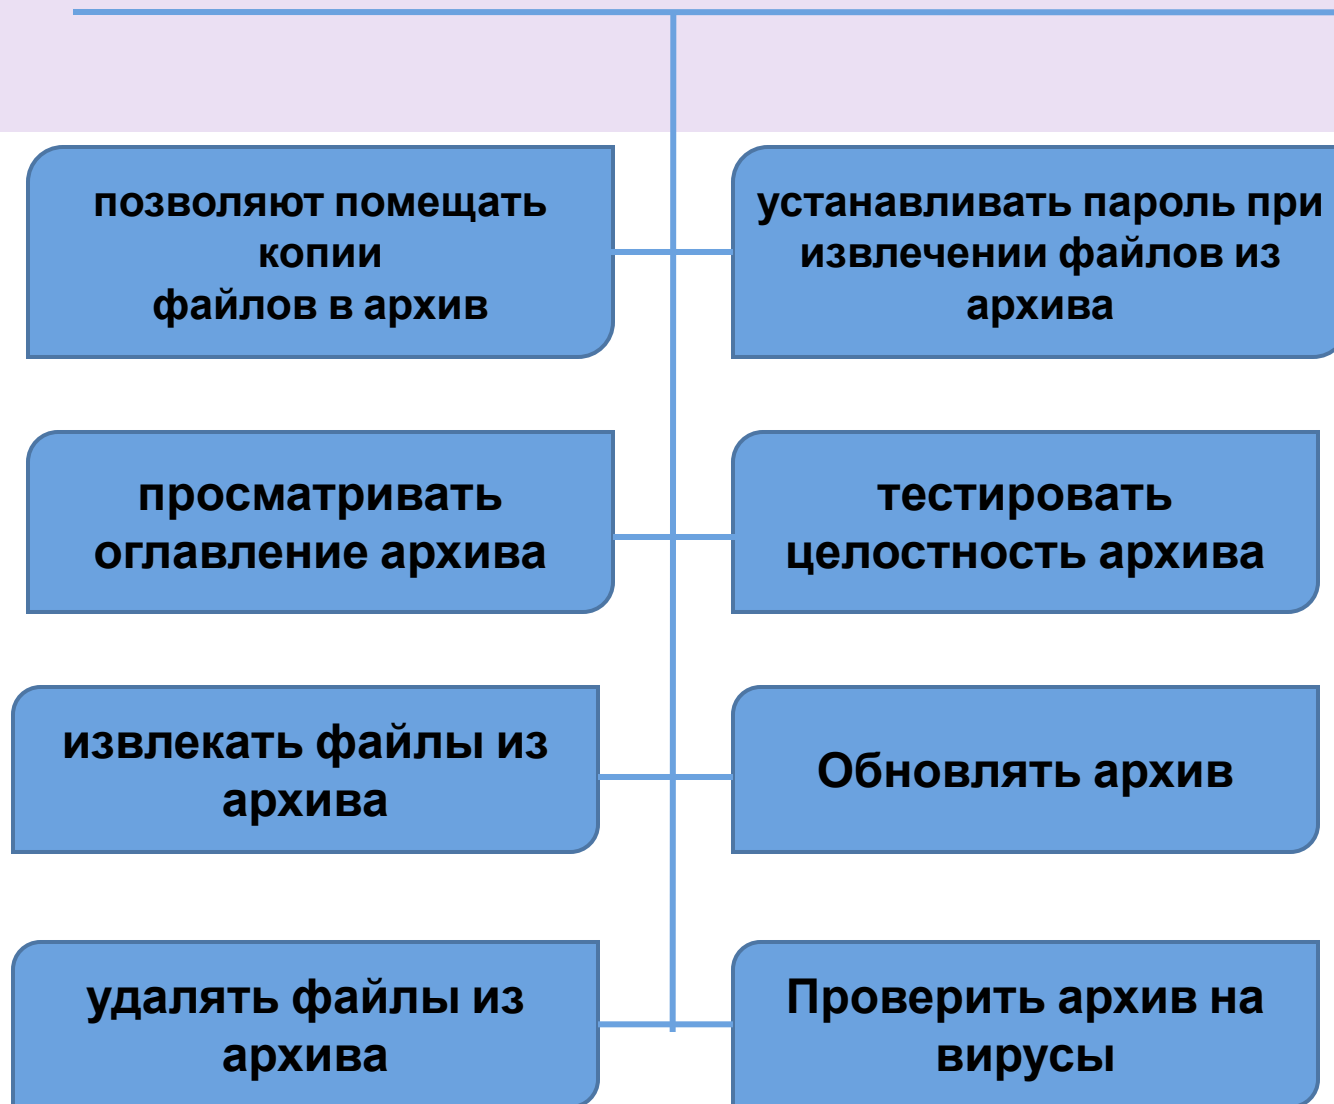 позволяют помещать
копии
файлов в архив
устанавливать пароль при
извлечении файлов из
архива
просматривать
оглавление архива
тестировать
целостность архива
извлекать файлы из
архива
Обновлять архив
удалять файлы из
архива
Проверить архив на
вирусы